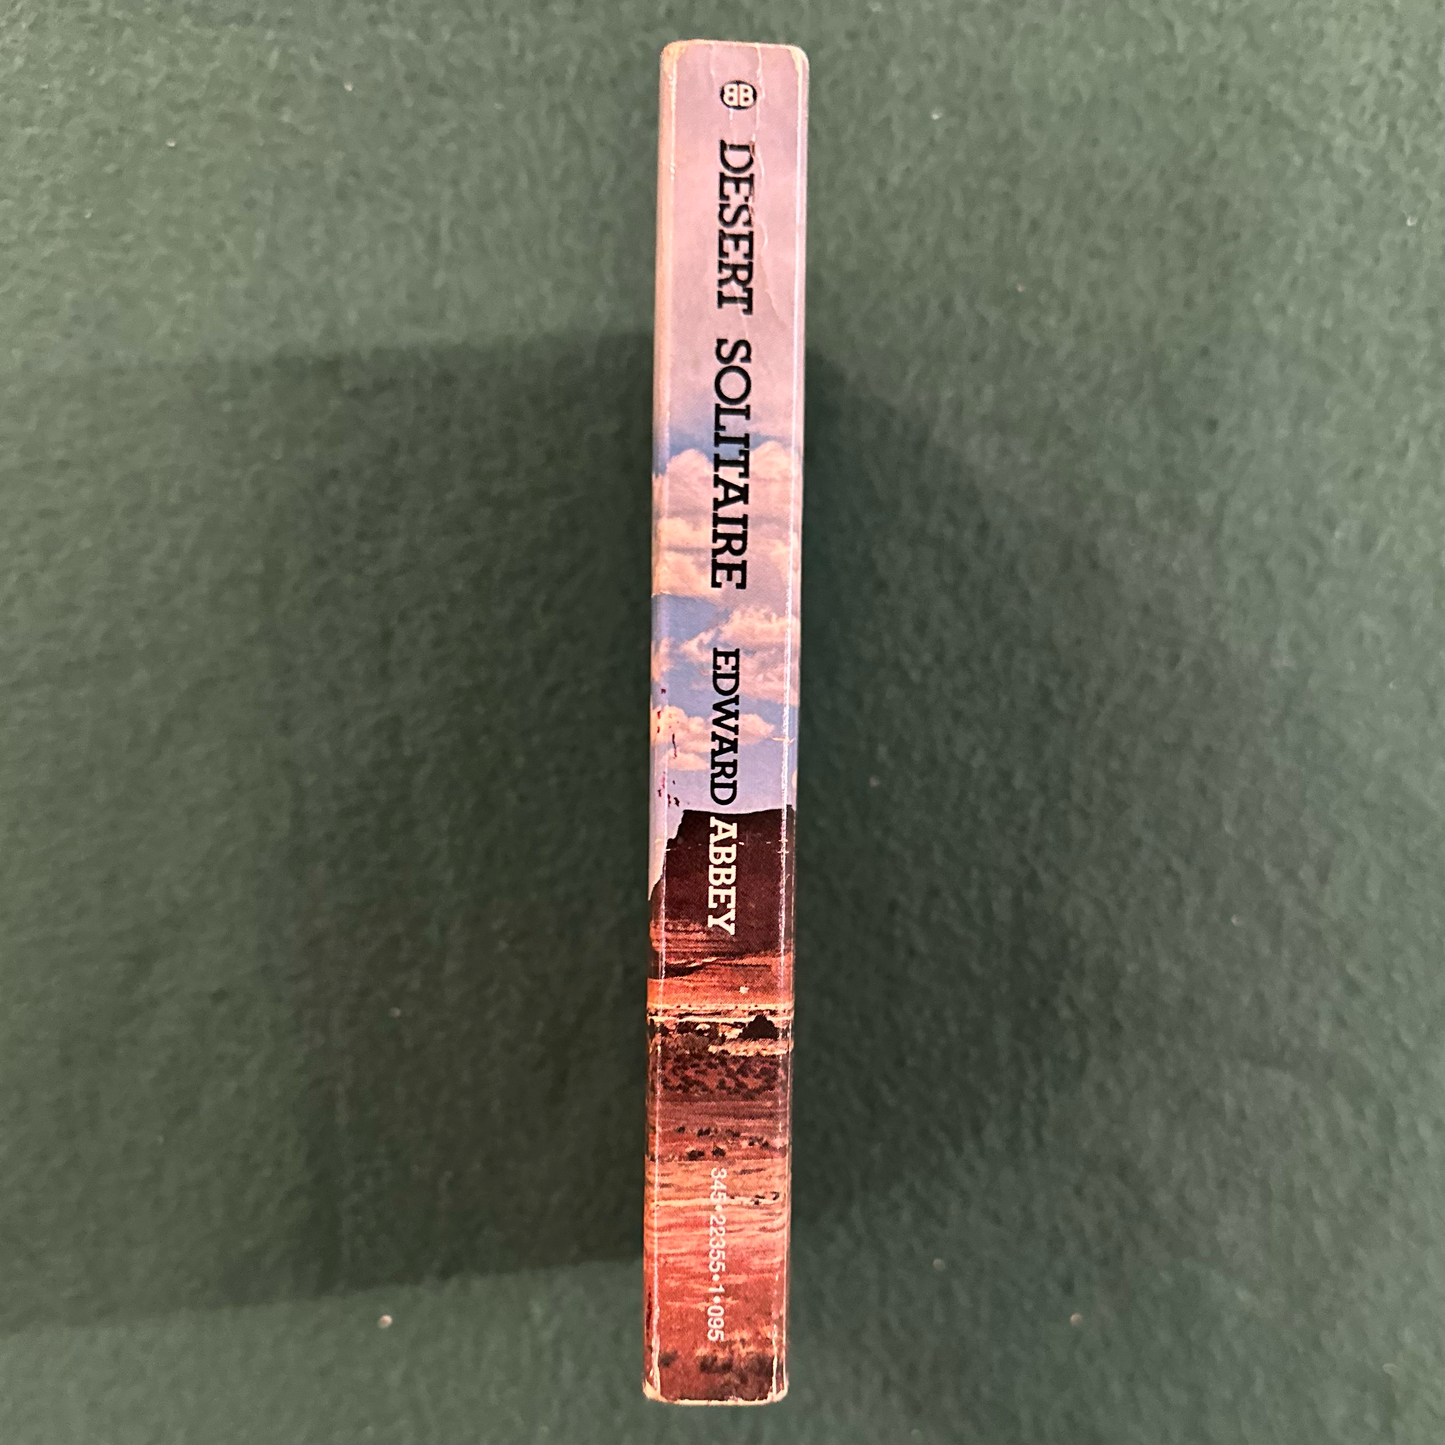 BB DESERT SOLITAIRE EDWARD ABBEY 345•22355•1•095